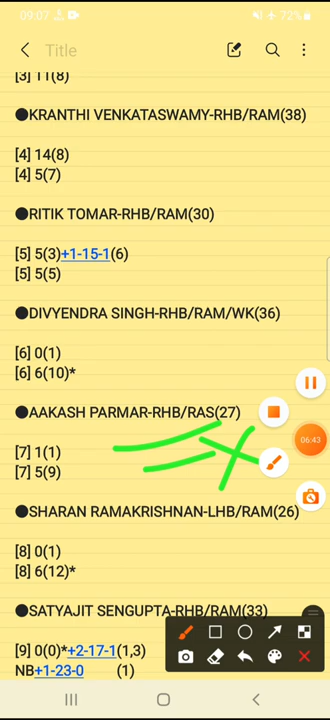 09:07 72%
Title
[3] 11(8)
●KRANTHI VENKATASWAMY-RHB/RAM(38)
[4] 14(8)
[4] 5(7)
●RITIK TOMAR-RHB/RAM(30)
[5] 5(3)+1-15-1(6)
[5] 5(5)
●DIVYENDRA SINGH-RHB/RAM/WK(36)
[6] 0(1)
[6] 6(10)*
●AAKASH PARMAR-RHB/RAS(27)
06:43
[7] 1(1)
[7] 5(9)
●SHARAN RAMAKRISHNAN-LHB/RAM(26)
[8] 0(1)
[8] 6(12)*
●SATYAJIT SENGUPTA-RHB/RAM(33)
[9] 0(0)*+2-17-1(1,3)
NB+1-23-0 (1)